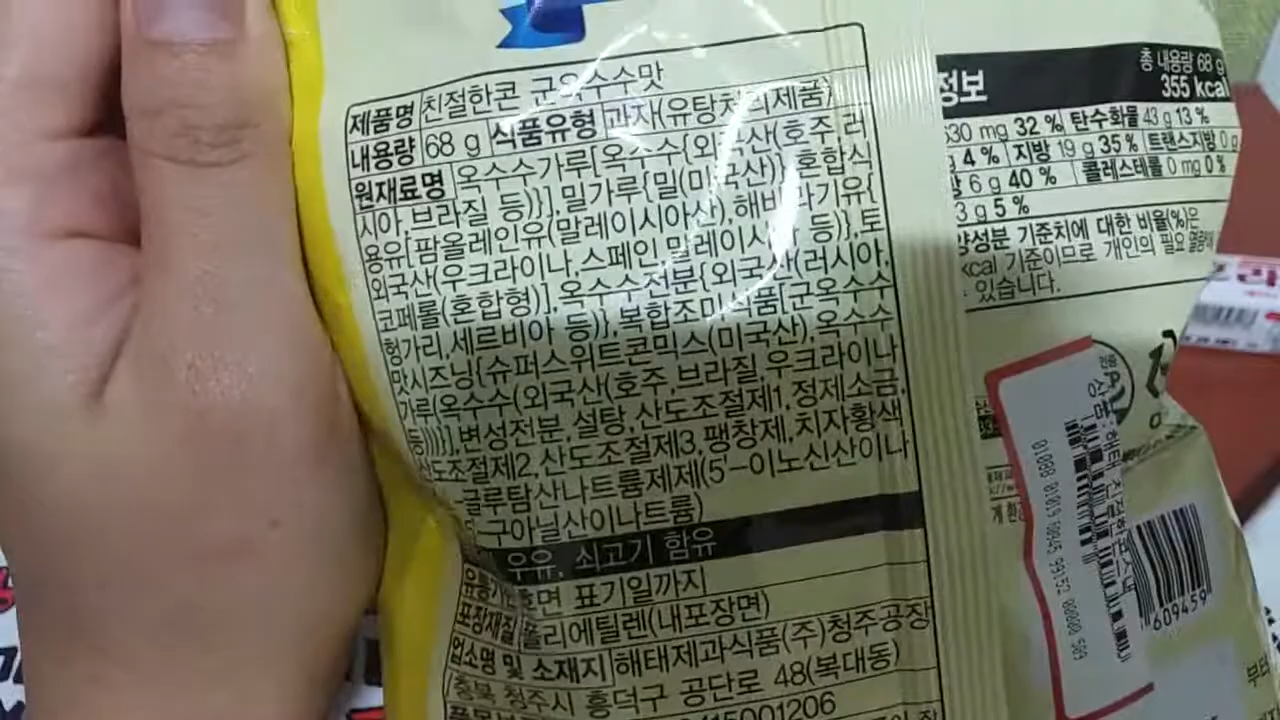 제품명 친절한콘 군옥수수맛
내용량 68 g 식품유형 과자(유탕처리제품)
원재료명 옥수수가루[옥수수{외국산(호주,러
시아,브라질 등)}],밀가루{밀(미국산)} 혼합식
용유[팜올레인유(말레이시아산),해바라기유{
외국산(우크라이나,스페인,말레이시아 등)},토
코페롤(혼합형)],옥수수전분{외국산(러시아,
헝가리,세르비아 등)},복합조미식품[군옥수수
맛시즈닝{슈퍼스위트콘믹스(미국산),옥수수
가루(옥수수(외국산(호주,브라질,우크라이나
등)))}],변성전분,설탕,산도조절제1,정제소금,
산도조절제2,산도조절제3,팽창제,치자황색
글루탐산나트륨제제(5'-이노신산이나
구아닐산이나트륨)
우유, 쇠고기 함유
표기일까지
포장재질 폴리에틸렌(내포장면)
업소명 및 소재지 해태제과식품(주)청주공장
/충북 청주시 흥덕구 공단로 48(복대동)
15001206
정보
총 내용량 68 g
355 kcal
530 mg 32 % 탄수화물 43 g 13 %
4 % 지방 19 g 35 % 트랜스지방 0 g
6 g 40 % 콜레스테롤 0 mg 0 %
3 g 5 %
양성분 기준치에 대한 비율(%)은
kcal 기준이므로 개인의 필요 열량에
있습니다.
상품 : 해태 친절한콘스낵
609459